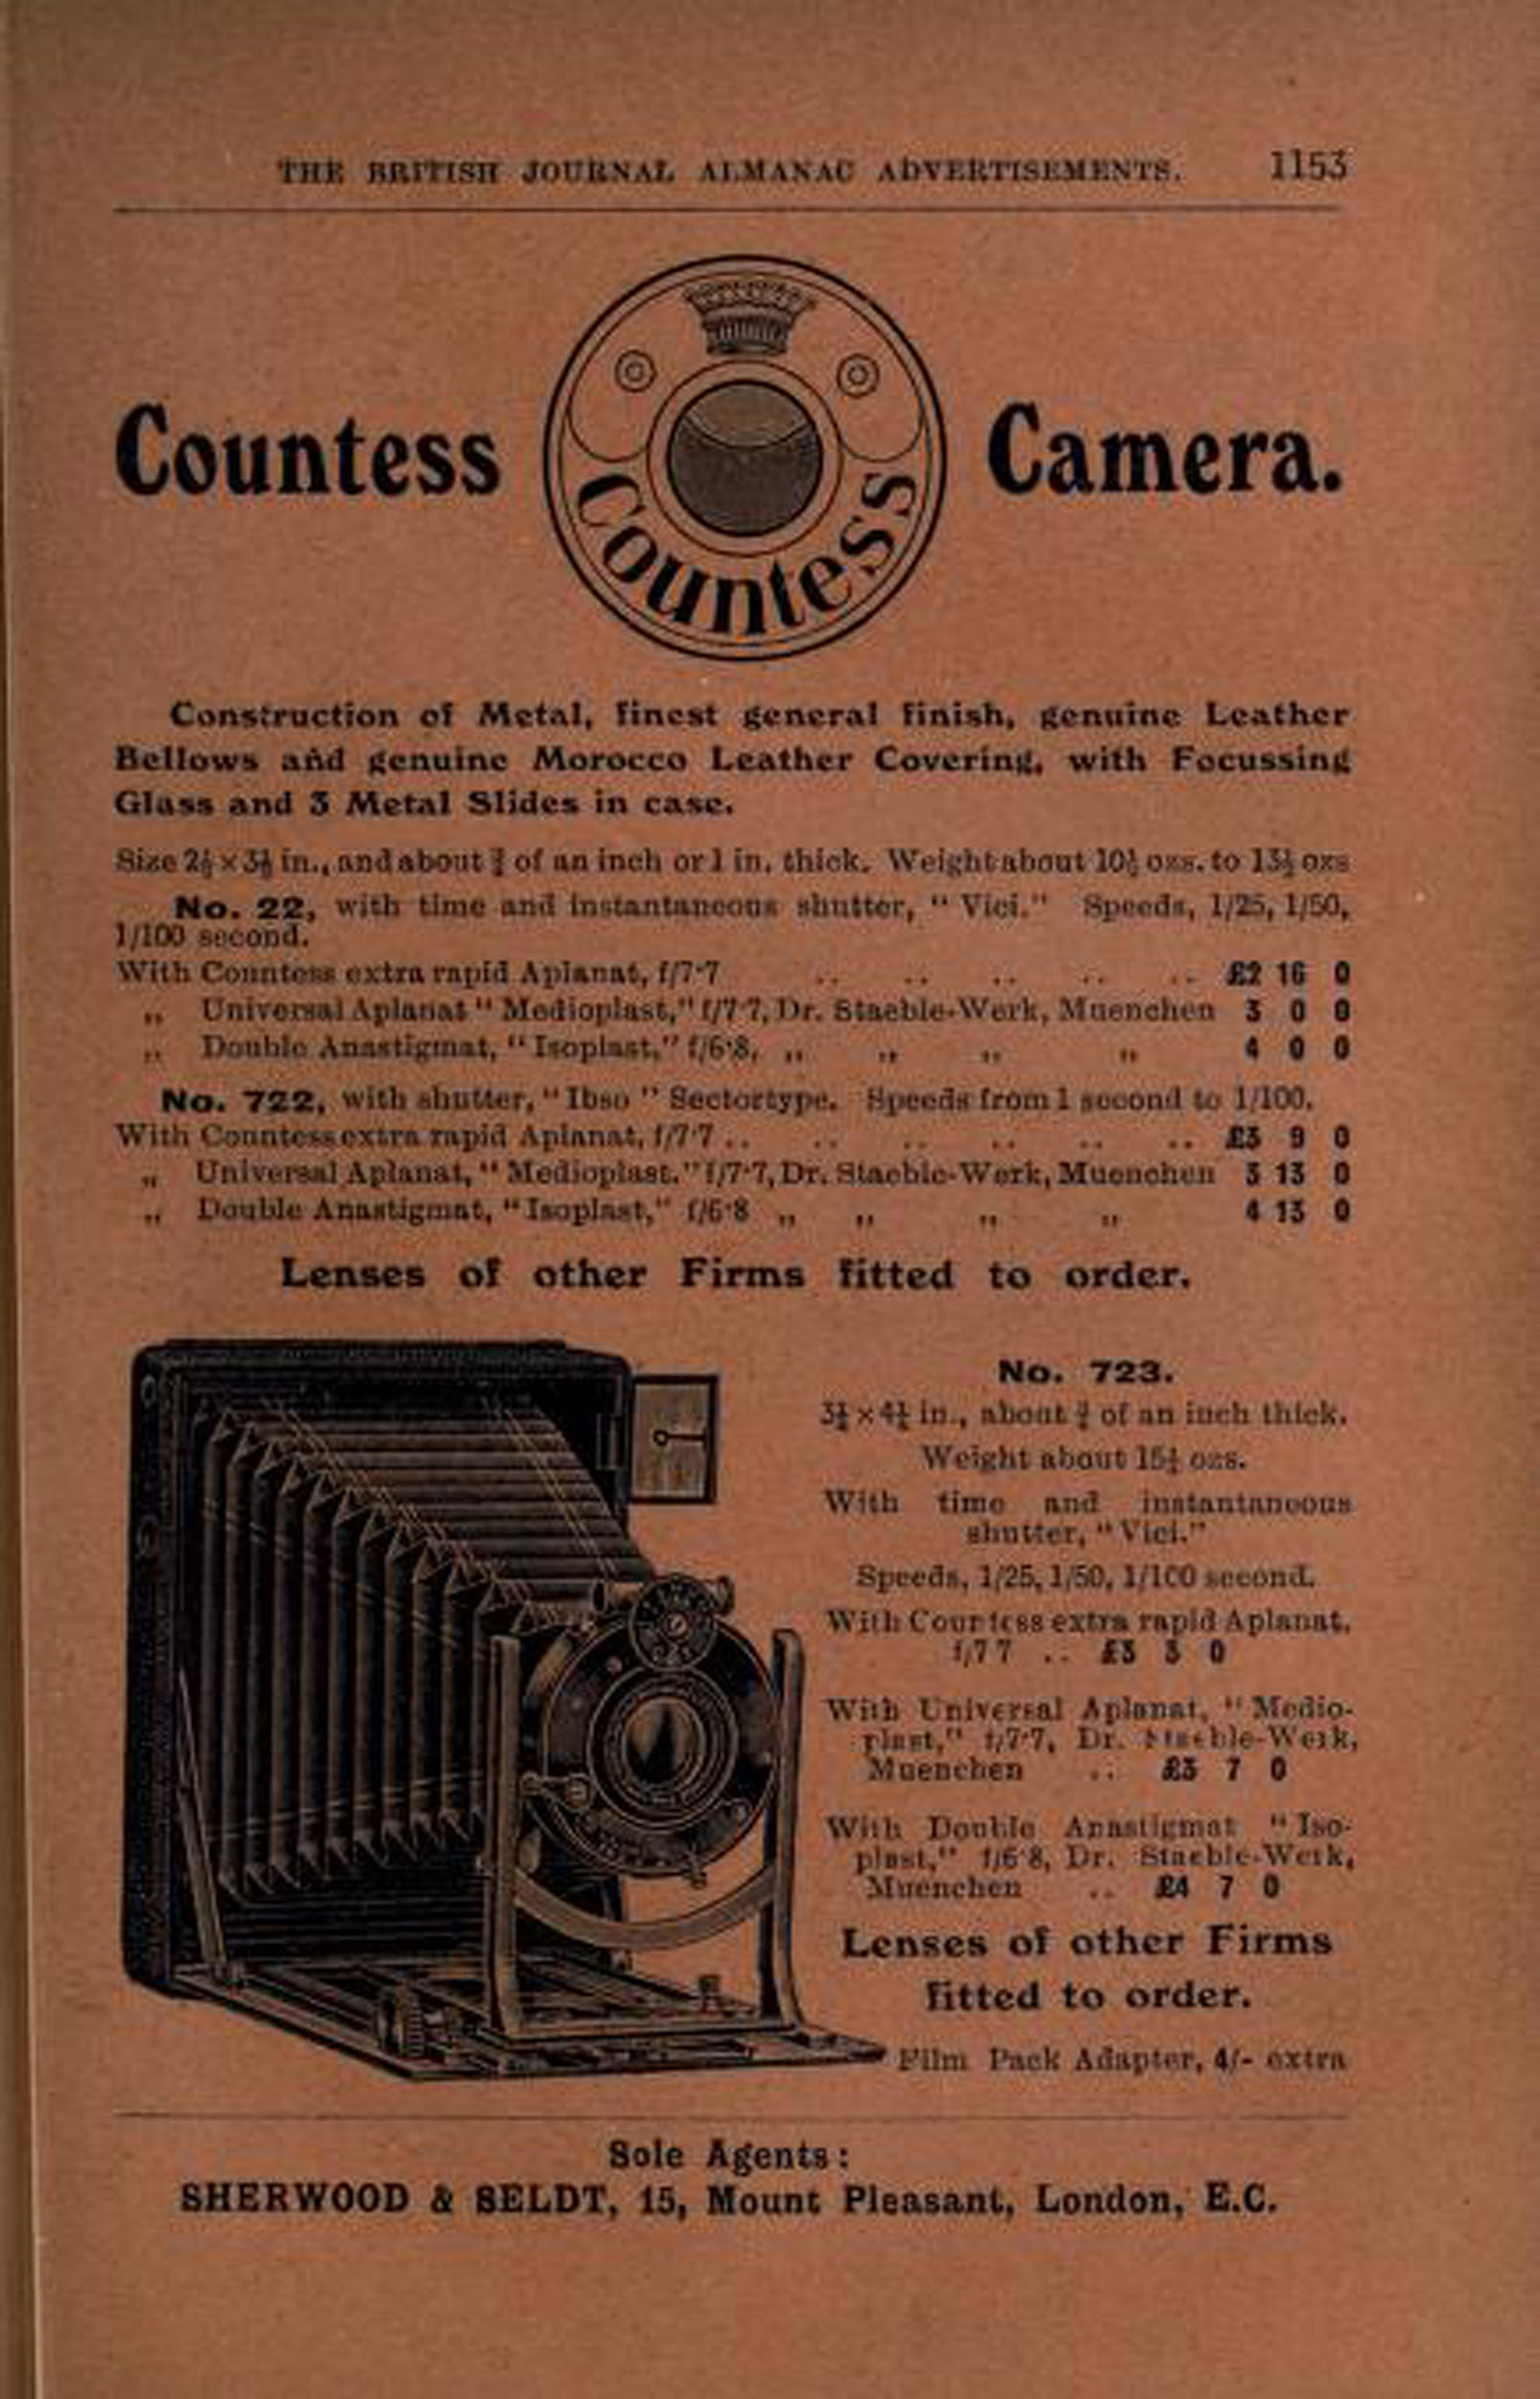 THE BRITISH JOURNAL ALMANAC ADVERTISEMENTS. 1153
Countess Countess Camera.
Construction of Metal, finest general finish, genuine Leather
Bellows and genuine Morocco Leather Covering, with Focussing
Glass and 3 Metal Slides in case.
Size 2½ × 3½ in., and about ¾ of an inch or 1 in. thick. Weight about 10½ ozs. to 13½ ozs
No. 22, with time and instantaneous shutter, "Vici." Speeds, 1/25, 1/50,
1/100 second.
With Countess extra rapid Aplanat, f/7·7 .. .. .. .. .. £2 16 0
„ Universal Aplanat "Medioplast," f/7·7, Dr. Staeble-Werk, Muenchen 3 0 0
„ Double Anastigmat, "Isoplast," f/6·8, „ „ „ „ 4 0 0
No. 722, with shutter, "Ibso" Sectortype. Speeds from 1 second to 1/100.
With Countess extra rapid Aplanat, f/7·7 .. .. .. .. .. .. £3 9 0
„ Universal Aplanat, "Medioplast," f/7·7, Dr. Staeble-Werk, Muenchen 3 13 0
„ Double Anastigmat, "Isoplast," f/6·8 „ „ „ „ 4 13 0
Lenses of other Firms fitted to order.
No. 723.
3¼ × 4¼ in., about ¾ of an inch thick.
Weight about 15½ ozs.
With time and instantaneous
shutter, "Vici."
Speeds, 1/25, 1/50, 1/100 second.
With Countess extra rapid Aplanat,
f/7 7 .. £3 3 0
With Universal Aplanat, "Medio-
plast," f/7·7, Dr. Staeble-Werk,
Muenchen .. £3 7 0
With Double Anastigmat "Iso-
plast," f/6·8, Dr. Staeble-Werk,
Muenchen .. £4 7 0
Lenses of other Firms
fitted to order.
Film Pack Adapter, 4/- extra
Sole Agents:
SHERWOOD & SELDT, 15, Mount Pleasant, London, E.C.